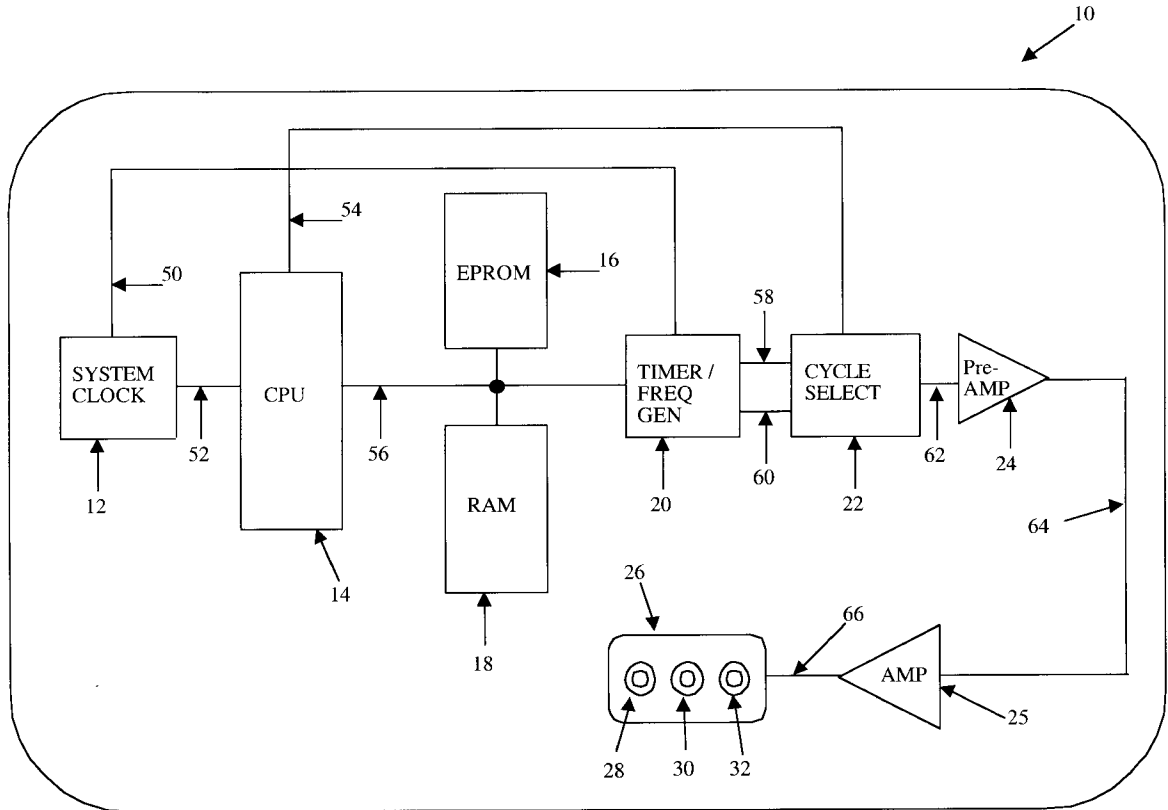 10
54
50
EPROM
16
58
SYSTEM
CLOCK
CPU
TIMER /
FREQ
GEN
CYCLE
SELECT
Pre-
AMP
52
56
62
24
12
60
20
22
RAM
64
14
26
18
66
AMP
25
28
30
32